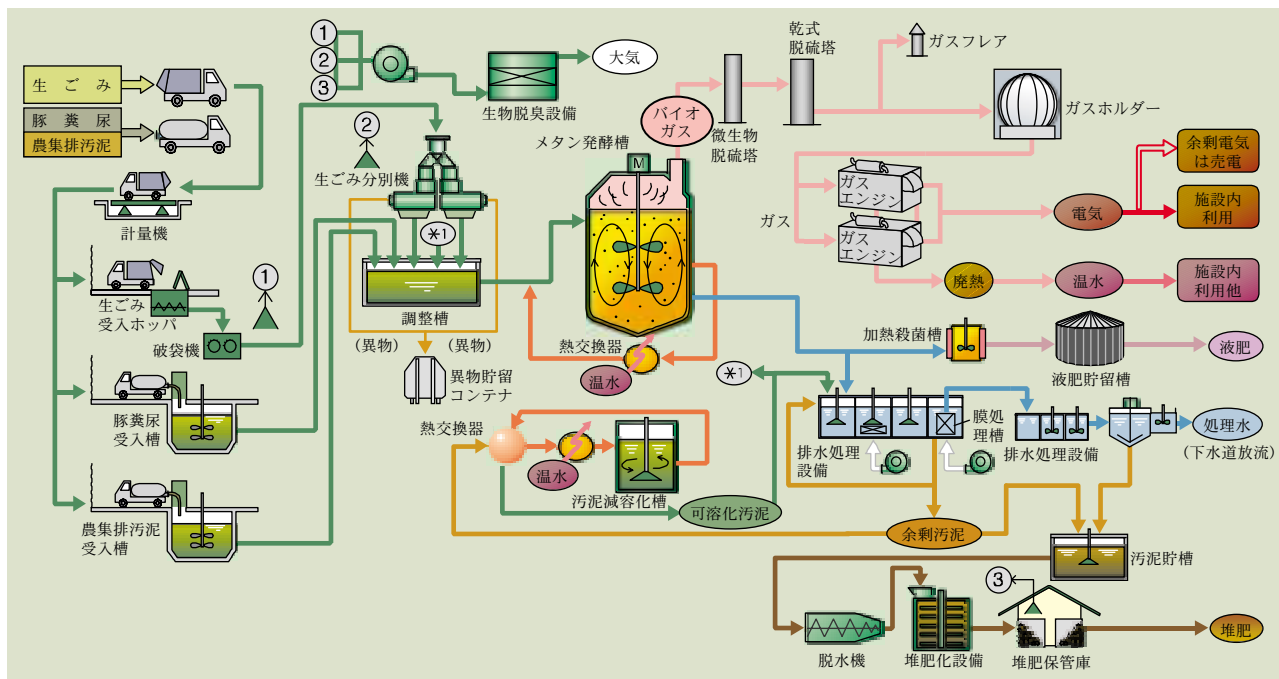 生ごみ
豚糞尿
農集排汚泥
計量機
生ごみ
受入ホッパ
破袋機
①
豚糞尿
受入槽
農集排汚泥
受入槽
①
②
③
生物脱臭設備
大気
②
生ごみ分別機
＊1
調整槽
(異物)
(異物)
異物貯留
コンテナ
メタン発酵槽
M
バイオ
ガス
微生物
脱硫塔
乾式
脱硫塔
ガスフレア
ガスホルダー
ガス
ガス
エンジン
ガス
エンジン
電気
余剰電気
は売電
施設内
利用
廃熱
温水
施設内
利用他
熱交換器
温水
加熱殺菌槽
液肥貯留槽
液肥
＊1
排水処理
設備
膜処
理槽
排水処理設備
処理水
(下水道放流)
熱交換器
温水
汚泥減容化槽
可溶化汚泥
余剰汚泥
汚泥貯槽
脱水機
堆肥化設備
③
堆肥保管庫
堆肥